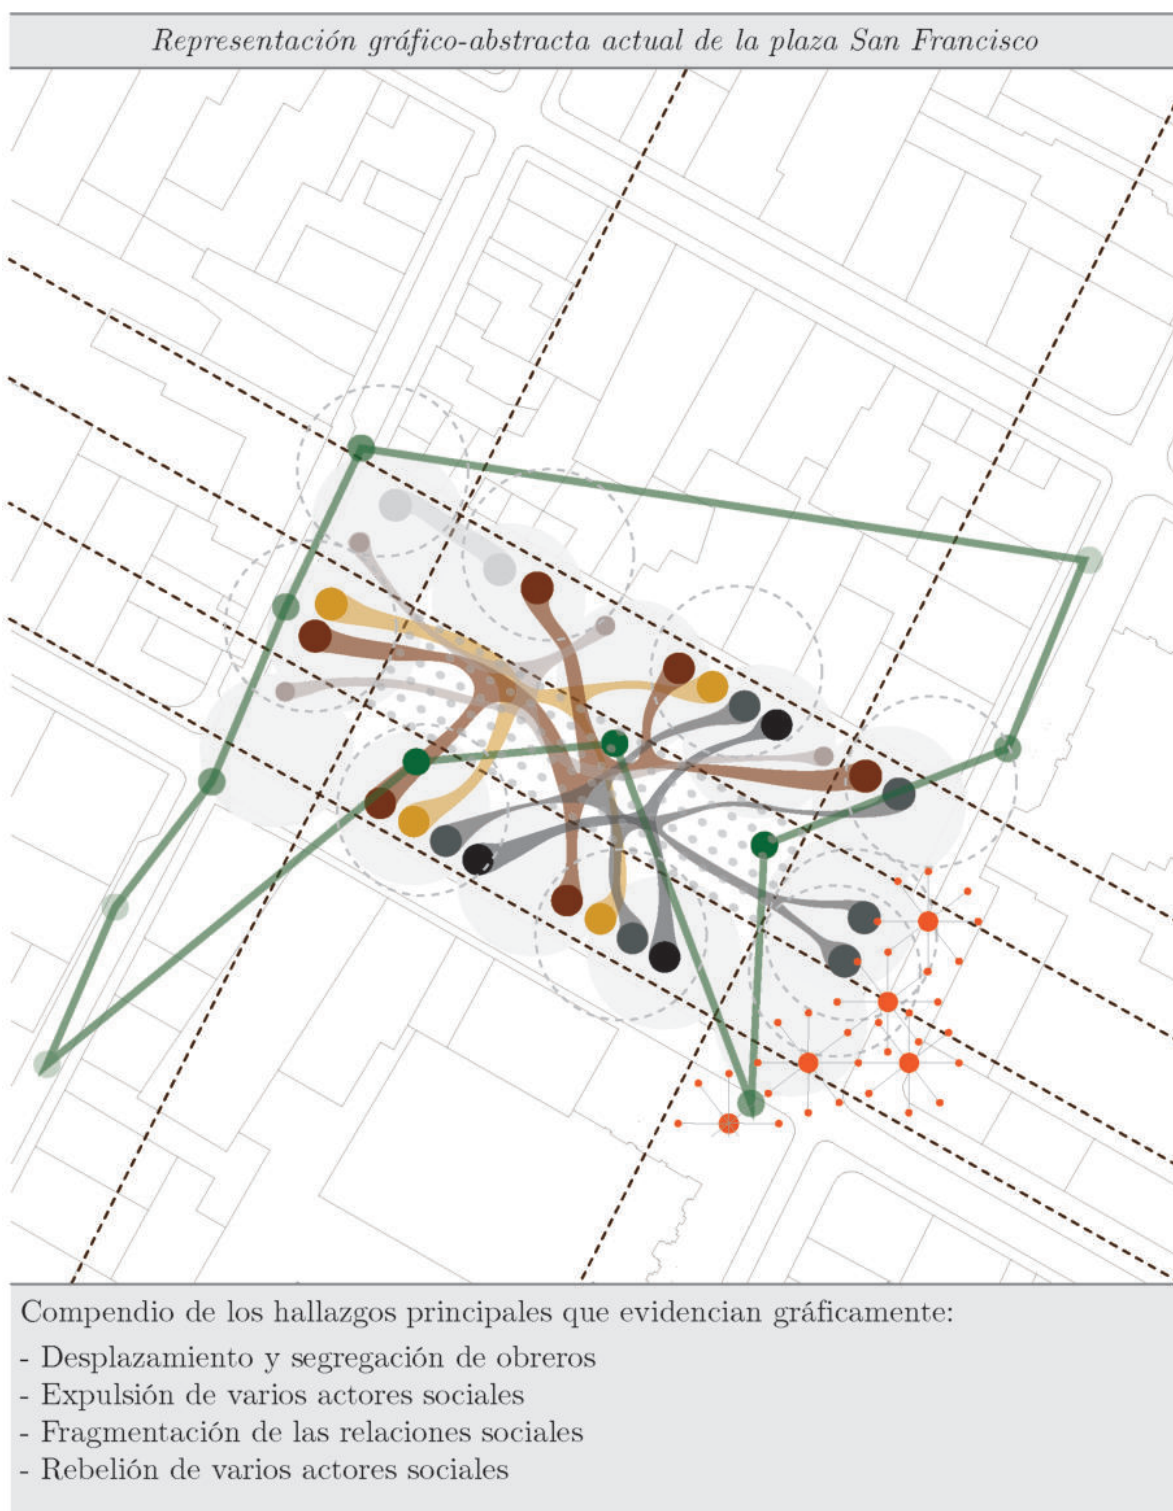 Representación gráfico-abstracta actual de la plaza San Francisco
Compendio de los hallazgos principales que evidencian gráficamente:
- Desplazamiento y segregación de obreros
- Expulsión de varios actores sociales
- Fragmentación de las relaciones sociales
- Rebelión de varios actores sociales